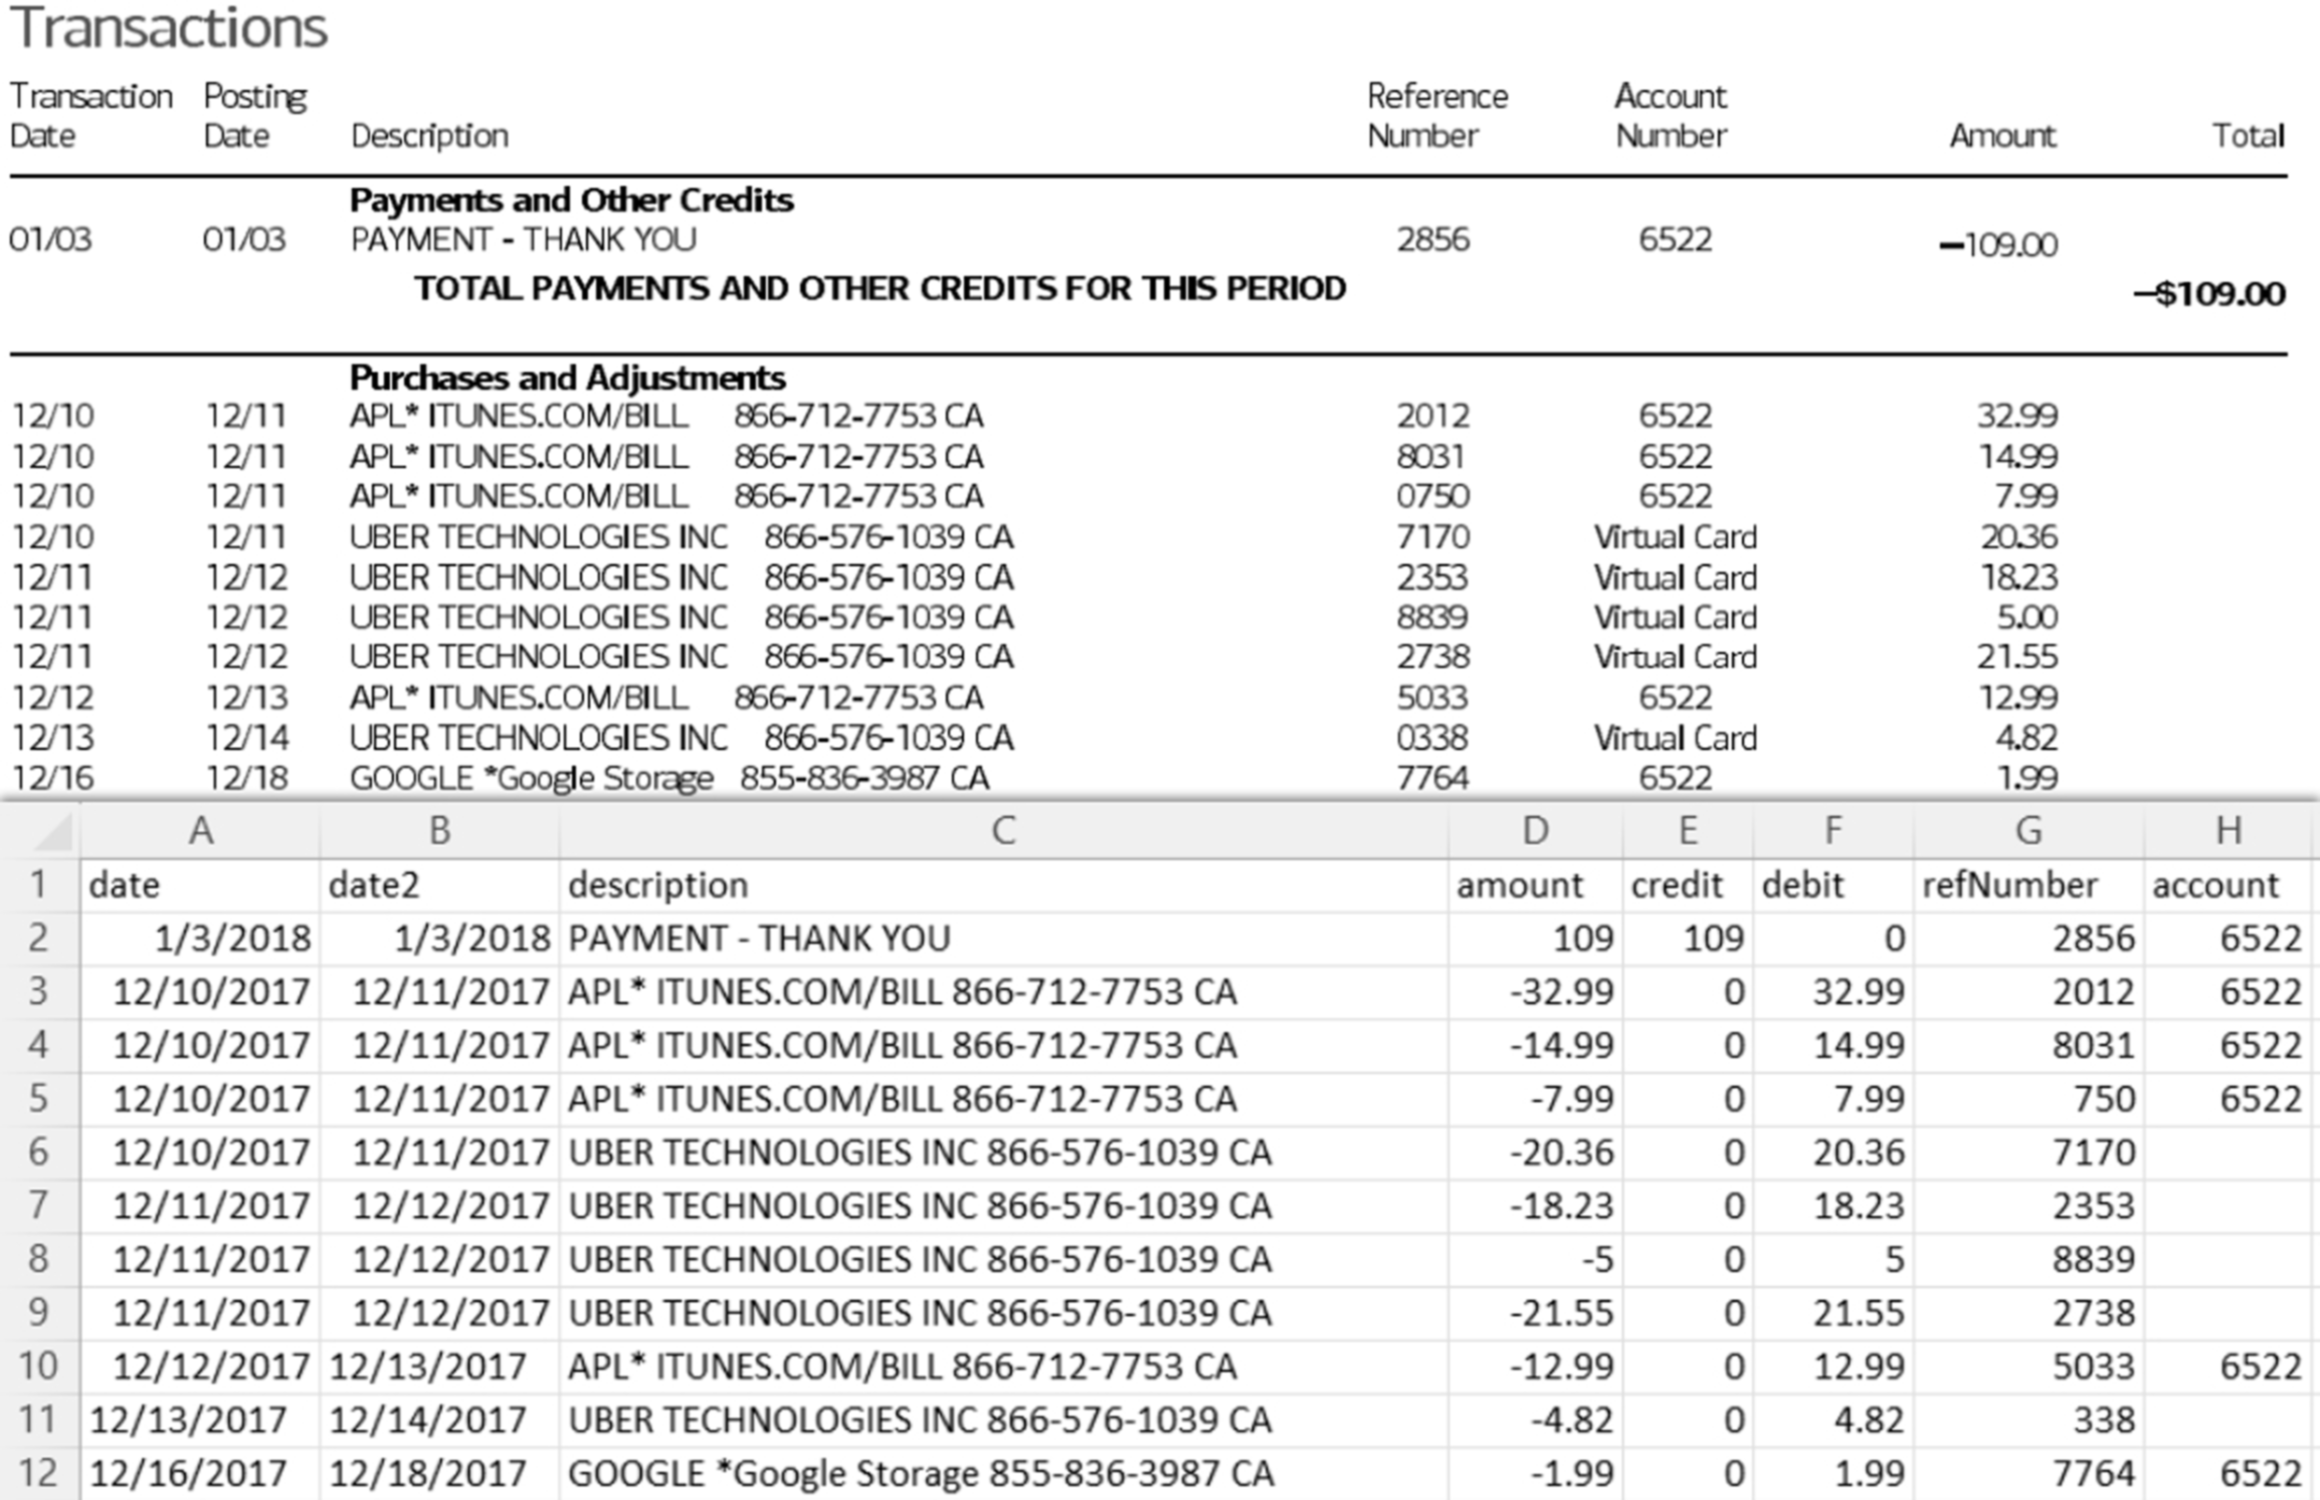 Transactions
Transaction Posting Reference Account
Date Date Description Number Number Amount Total
Payments and Other Credits
01/03 01/03 PAYMENT - THANK YOU 2856 6522 –109.00
TOTAL PAYMENTS AND OTHER CREDITS FOR THIS PERIOD –$109.00
Purchases and Adjustments
12/10 12/11 APL* ITUNES.COM/BILL 866-712-7753 CA 2012 6522 32.99
12/10 12/11 APL* ITUNES.COM/BILL 866-712-7753 CA 8031 6522 14.99
12/10 12/11 APL* ITUNES.COM/BILL 866-712-7753 CA 0750 6522 7.99
12/10 12/11 UBER TECHNOLOGIES INC 866-576-1039 CA 7170 Virtual Card 20.36
12/11 12/12 UBER TECHNOLOGIES INC 866-576-1039 CA 2353 Virtual Card 18.23
12/11 12/12 UBER TECHNOLOGIES INC 866-576-1039 CA 8839 Virtual Card 5.00
12/11 12/12 UBER TECHNOLOGIES INC 866-576-1039 CA 2738 Virtual Card 21.55
12/12 12/13 APL* ITUNES.COM/BILL 866-712-7753 CA 5033 6522 12.99
12/13 12/14 UBER TECHNOLOGIES INC 866-576-1039 CA 0338 Virtual Card 4.82
12/16 12/18 GOOGLE *Google Storage 855-836-3987 CA 7764 6522 1.99
A B C D E F G H
1 date date2 description amount credit debit refNumber account
2 1/3/2018 1/3/2018 PAYMENT - THANK YOU 109 109 0 2856 6522
3 12/10/2017 12/11/2017 APL* ITUNES.COM/BILL 866-712-7753 CA -32.99 0 32.99 2012 6522
4 12/10/2017 12/11/2017 APL* ITUNES.COM/BILL 866-712-7753 CA -14.99 0 14.99 8031 6522
5 12/10/2017 12/11/2017 APL* ITUNES.COM/BILL 866-712-7753 CA -7.99 0 7.99 750 6522
6 12/10/2017 12/11/2017 UBER TECHNOLOGIES INC 866-576-1039 CA -20.36 0 20.36 7170
7 12/11/2017 12/12/2017 UBER TECHNOLOGIES INC 866-576-1039 CA -18.23 0 18.23 2353
8 12/11/2017 12/12/2017 UBER TECHNOLOGIES INC 866-576-1039 CA -5 0 5 8839
9 12/11/2017 12/12/2017 UBER TECHNOLOGIES INC 866-576-1039 CA -21.55 0 21.55 2738
10 12/12/2017 12/13/2017 APL* ITUNES.COM/BILL 866-712-7753 CA -12.99 0 12.99 5033 6522
11 12/13/2017 12/14/2017 UBER TECHNOLOGIES INC 866-576-1039 CA -4.82 0 4.82 338
12 12/16/2017 12/18/2017 GOOGLE *Google Storage 855-836-3987 CA -1.99 0 1.99 7764 6522